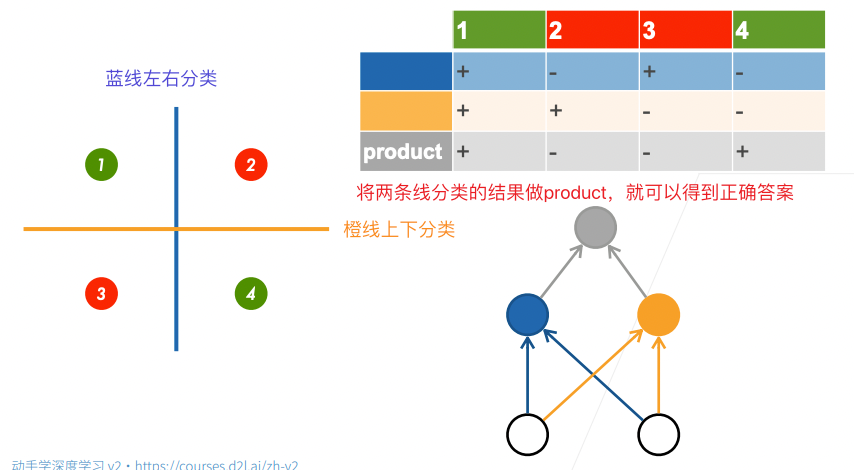 1 2 3 4
蓝线左右分类
+ - + -
1 2
+ + - -
product + - - +
将两条线分类的结果做product，就可以得到正确答案
橙线上下分类
3 4
动手学深度学习 v2 • https://courses.d2l.ai/zh-v2